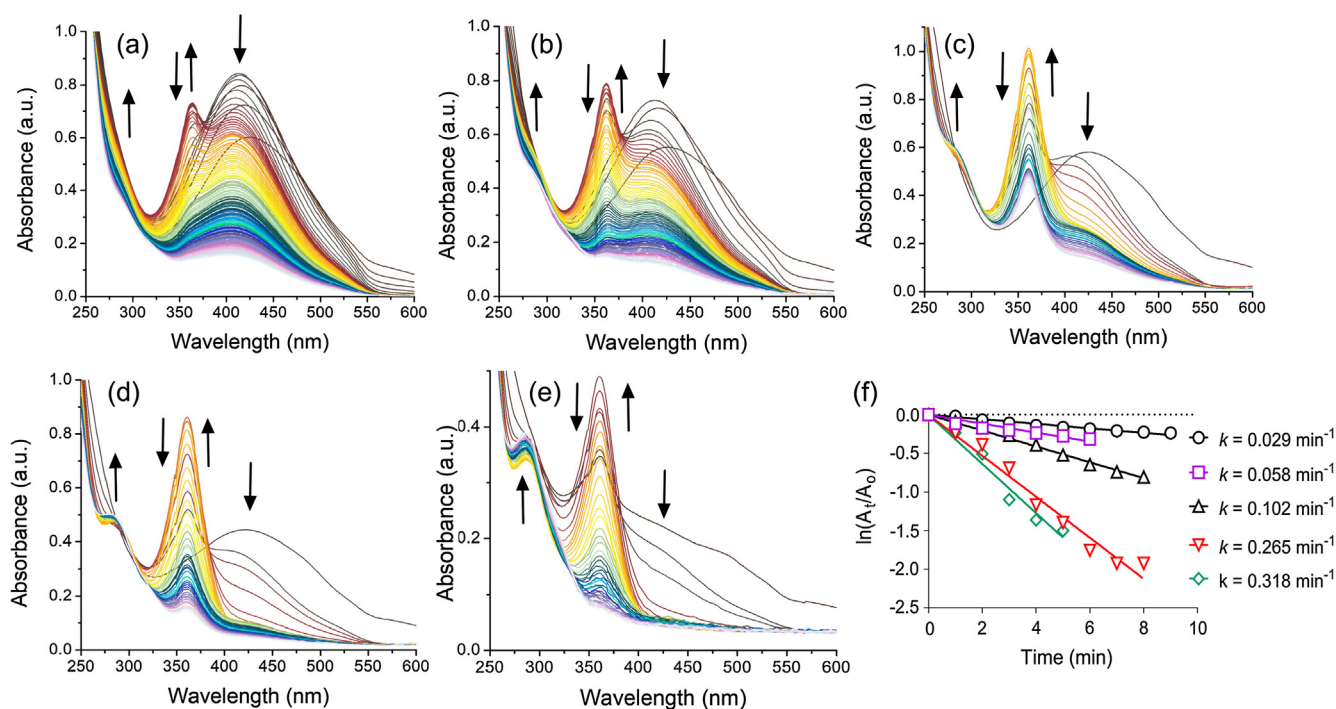 (a)
1.0
0.8
0.6
0.4
0.2
0.0
Absorbance (a.u.)
250 300 350 400 450 500 550 600
Wavelength (nm)
(b)
1.0
0.8
0.6
0.4
0.2
0.0
Absorbance (a.u.)
250 300 350 400 450 500 550 600
Wavelength (nm)
(c)
1.0
0.8
0.6
0.4
0.2
0.0
Absorbance (a.u.)
250 300 350 400 450 500 550 600
Wavelength (nm)
(d)
1.0
0.8
0.6
0.4
0.2
0.0
Absorbance (a.u.)
250 300 350 400 450 500 550 600
Wavelength (nm)
(e)
0.4
0.2
0.0
Absorbance (a.u.)
250 300 350 400 450 500 550 600
Wavelength (nm)
(f)
0.0
-0.5
-1.0
-1.5
-2.0
-2.5
ln(At/Ao)
0 2 4 6 8 10
Time (min)
k = 0.029 min-1
k = 0.058 min-1
k = 0.102 min-1
k = 0.265 min-1
k = 0.318 min-1